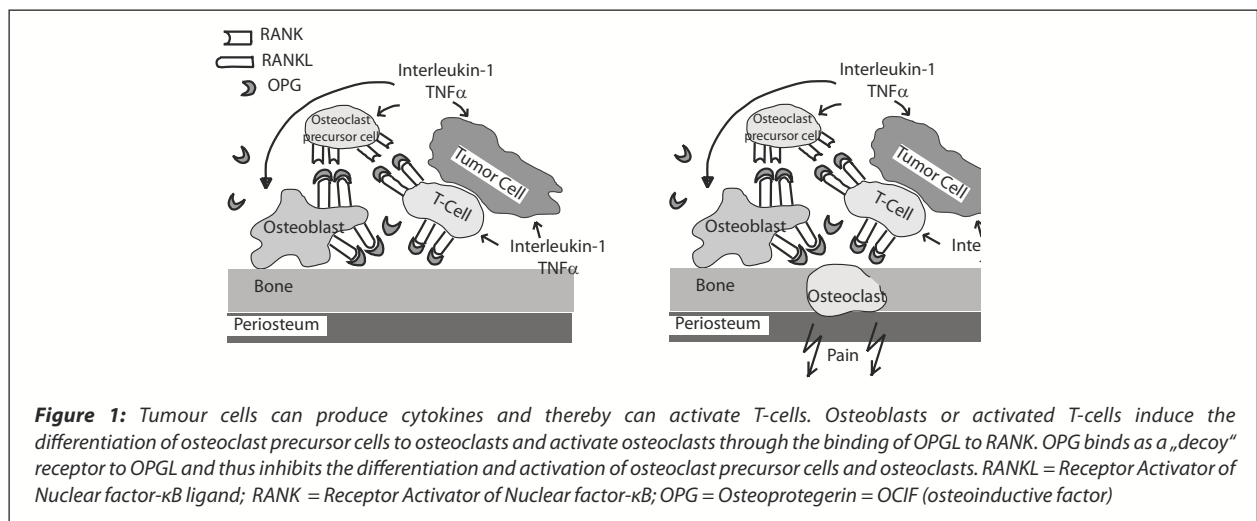 RANK
RANKL
OPG
Interleukin-1
TNFα
Osteoclast
precursor cell
Tumor Cell
T-Cell
Osteoblast
Interleukin-1
TNFα
Bone
Periosteum
Interleukin-1
TNFα
Osteoclast
precursor cell
Tumor Cell
T-Cell
Osteoblast
Inte
Bone
Osteoclast
Periosteum
Pain
Figure 1: Tumour cells can produce cytokines and thereby can activate T-cells. Osteoblasts or activated T-cells induce the
differentiation of osteoclast precursor cells to osteoclasts and activate osteoclasts through the binding of OPGL to RANK. OPG binds as a „decoy“
receptor to OPGL and thus inhibits the differentiation and activation of osteoclast precursor cells and osteoclasts. RANKL = Receptor Activator of
Nuclear factor-κB ligand; RANK = Receptor Activator of Nuclear factor-κB; OPG = Osteoprotegerin = OCIF (osteoinductive factor)